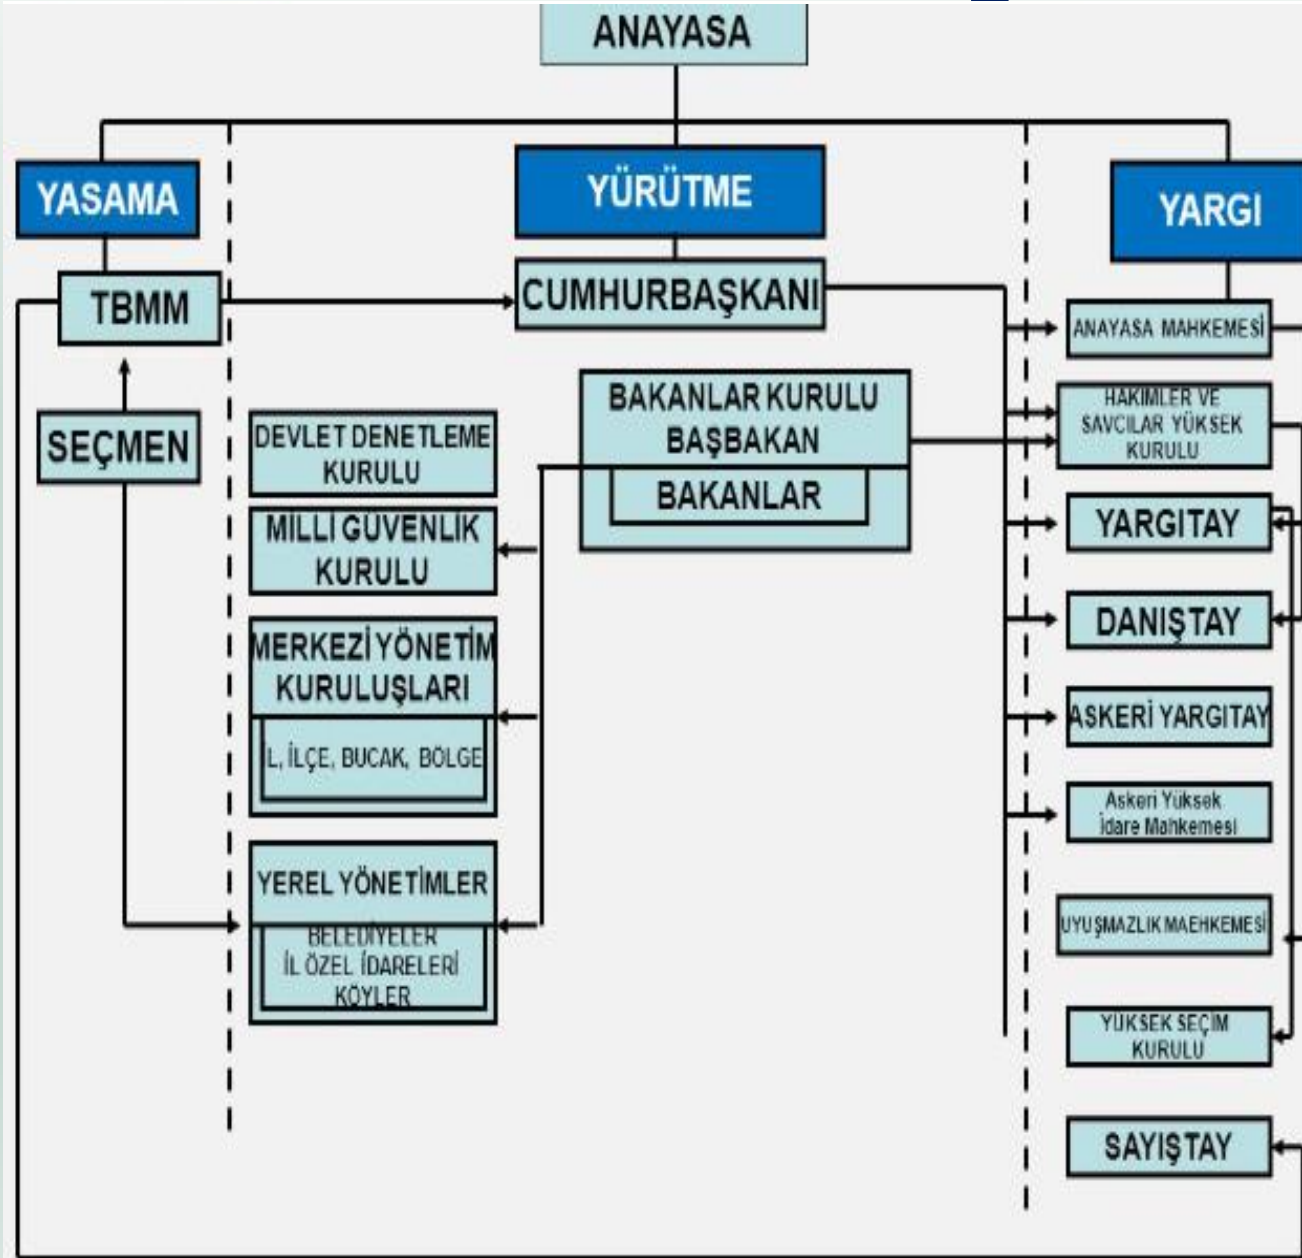 ANAYASA
YASAMA
YÜRÜTME
YARGI
TBMM
CUMHURBAŞKANI
ANAYASA MAHKEMESİ
SEÇMEN
DEVLET DENETLEME
KURULU
BAKANLAR KURULU
BAŞBAKAN
BAKANLAR
HAKIMLER VE
SAVCILAR YÜKSEK
KURULU
MİLLİ GÜVENLİK
KURULU
YARGITAY
MERKEZİ YÖNETİM
KURULUŞLARI
İL, İLÇE, BUCAK, BÖLGE
DANIŞTAY
ASKERİ YARGITAY
Askeri Yüksek
İdare Mahkemesi
YEREL YÖNETİMLER
BELEDİYELER
İL ÖZEL İDARELERİ
KÖYLER
UYUŞMAZLIK MAEHKEMESİ
YÜKSEK SEÇİM
KURULU
SAYIŞTAY